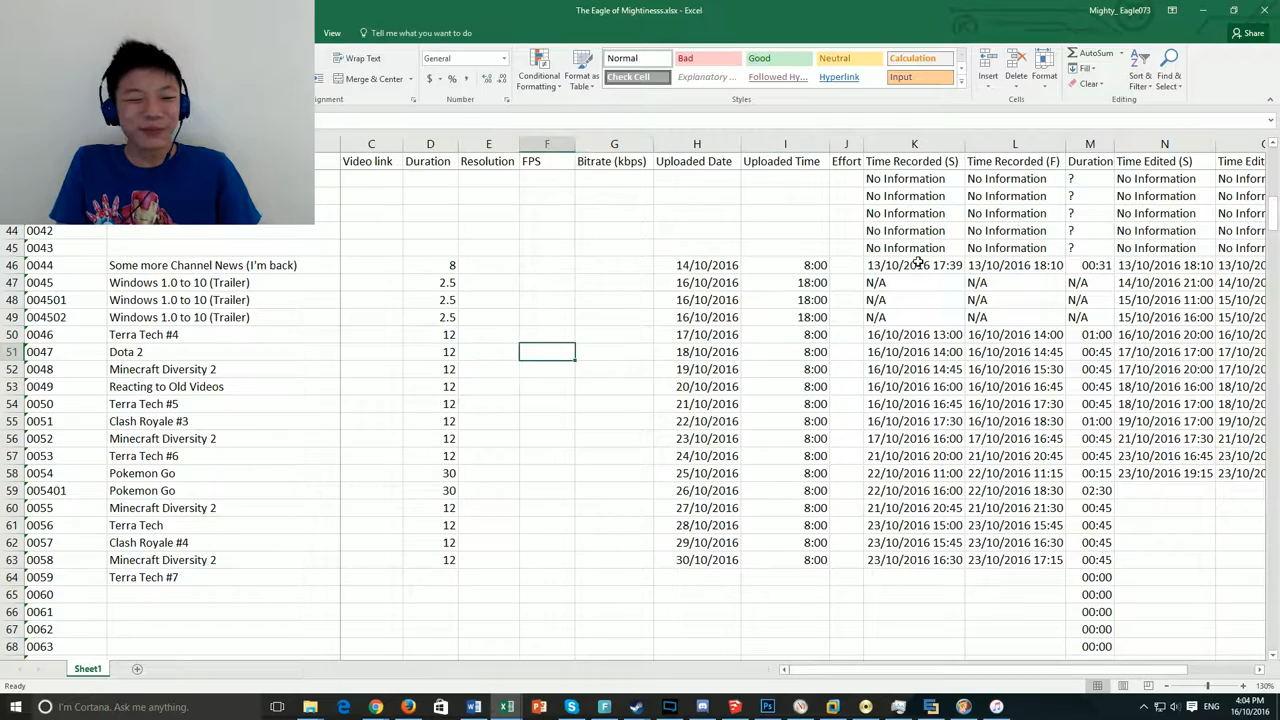 The Eagle of Mightinesss.xlsx - Excel
Mighty_ Eagle073
View
Tell me what you want to do
Share
Wrap Text
General
Normal
Bad
Good
Neutral
Calculation
AutoSum
Merge & Center
$ % ,
Conditional Formatting
Format as Table
Check Cell
Explanatory ...
Followed Hy...
Hyperlink
Input
Insert
Delete
Format
Fill
Clear
Sort & Filter
Find & Select
nment
Number
Styles
Cells
Editing
C D E F G H I J K L M N
Video link Duration Resolution FPS Bitrate (kbps) Uploaded Date Uploaded Time Effort Time Recorded (S) Time Recorded (F) Duration Time Edited (S) Time Edit
No Information No Information ? No Information No Inforr
No Information No Information ? No Information No Inforr
No Information No Information ? No Information No Inforr
44 0042 No Information No Information ? No Information No Inforr
45 0043 No Information No Information ? No Information No Inforr
46 0044 Some more Channel News (I'm back) 8 14/10/2016 8:00 13/10/2016 17:39 13/10/2016 18:10 00:31 13/10/2016 18:10 13/10/20
47 0045 Windows 1.0 to 10 (Trailer) 2.5 16/10/2016 18:00 N/A N/A N/A 14/10/2016 21:00 14/10/20
48 004501 Windows 1.0 to 10 (Trailer) 2.5 16/10/2016 18:00 N/A N/A N/A 15/10/2016 11:00 15/10/20
49 004502 Windows 1.0 to 10 (Trailer) 2.5 16/10/2016 18:00 N/A N/A N/A 15/10/2016 16:00 15/10/20
50 0046 Terra Tech #4 12 17/10/2016 8:00 16/10/2016 13:00 16/10/2016 14:00 01:00 16/10/2016 20:00 16/10/20
51 0047 Dota 2 12 18/10/2016 8:00 16/10/2016 14:00 16/10/2016 14:45 00:45 17/10/2016 17:00 17/10/20
52 0048 Minecraft Diversity 2 12 19/10/2016 8:00 16/10/2016 14:45 16/10/2016 15:30 00:45 17/10/2016 20:00 17/10/20
53 0049 Reacting to Old Videos 12 20/10/2016 8:00 16/10/2016 16:00 16/10/2016 16:45 00:45 18/10/2016 16:00 18/10/20
54 0050 Terra Tech #5 12 21/10/2016 8:00 16/10/2016 16:45 16/10/2016 17:30 00:45 18/10/2016 17:00 18/10/20
55 0051 Clash Royale #3 12 22/10/2016 8:00 16/10/2016 17:30 16/10/2016 18:30 01:00 19/10/2016 17:00 19/10/20
56 0052 Minecraft Diversity 2 12 23/10/2016 8:00 17/10/2016 16:00 17/10/2016 16:45 00:45 21/10/2016 17:30 21/10/20
57 0053 Terra Tech #6 12 24/10/2016 8:00 21/10/2016 20:00 21/10/2016 20:45 00:45 23/10/2016 16:45 23/10/20
58 0054 Pokemon Go 30 25/10/2016 8:00 22/10/2016 11:00 22/10/2016 11:15 00:15 23/10/2016 19:15 23/10/20
59 005401 Pokemon Go 30 26/10/2016 8:00 22/10/2016 16:00 22/10/2016 18:30 02:30
60 0055 Minecraft Diversity 2 12 27/10/2016 8:00 21/10/2016 20:45 21/10/2016 21:30 00:45
61 0056 Terra Tech 12 28/10/2016 8:00 23/10/2016 15:00 23/10/2016 15:45 00:45
62 0057 Clash Royale #4 12 29/10/2016 8:00 23/10/2016 15:45 23/10/2016 16:30 00:45
63 0058 Minecraft Diversity 2 12 30/10/2016 8:00 23/10/2016 16:30 23/10/2016 17:15 00:45
64 0059 Terra Tech #7 00:00
65 0060 00:00
66 0061 00:00
67 0062 00:00
68 0063 00:00
Sheet1
Ready
130%
I'm Cortana. Ask me anything.
ENG
4:04 PM
16/10/2016